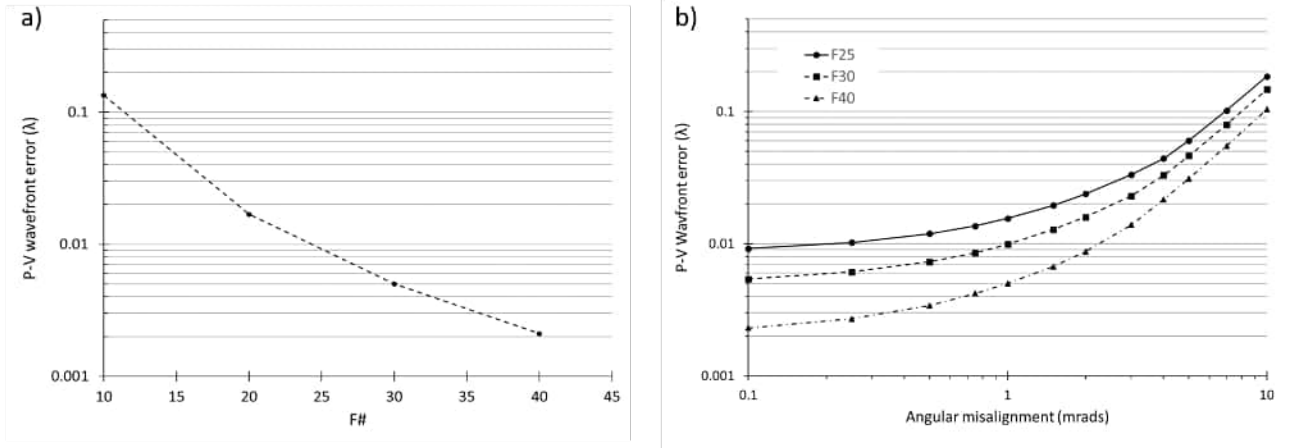 a)
P-V wavefront error (λ)
0.1
0.01
0.001
10 15 20 25 30 35 40 45
F#
b)
P-V Wavfront error (λ)
F25
F30
F40
0.1
0.01
0.001
0.1 1 10
Angular misalignment (mrads)